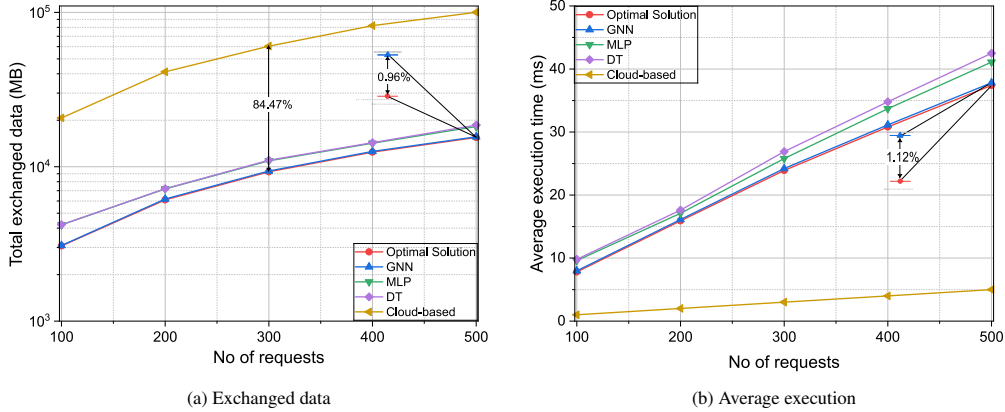 Total exchanged data (MB)
10^5
10^4
10^3
84.47%
0.96%
Optimal Solution
GNN
MLP
DT
Cloud-based
100 200 300 400 500
No of requests
(a) Exchanged data
Average execution time (ms)
50
40
30
20
10
0
Optimal Solution
GNN
MLP
DT
Cloud-based
1.12%
100 200 300 400 500
No of requests
(b) Average execution